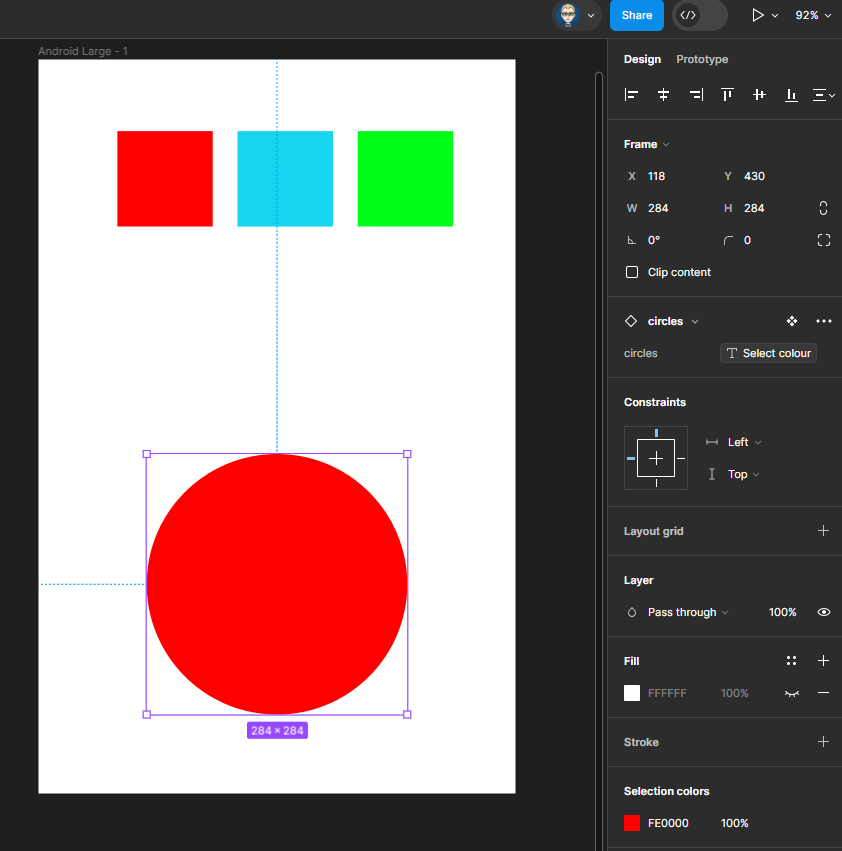 Share
92%
Android Large - 1
Design Prototype
Frame
X 118 Y 430
W 284 H 284
0° 0
Clip content
circles
circles T Select colour
Constraints
Left
Top
Layout grid
Layer
Pass through 100%
Fill
FFFFFF 100%
Stroke
Selection colors
FE0000 100%
284 × 284